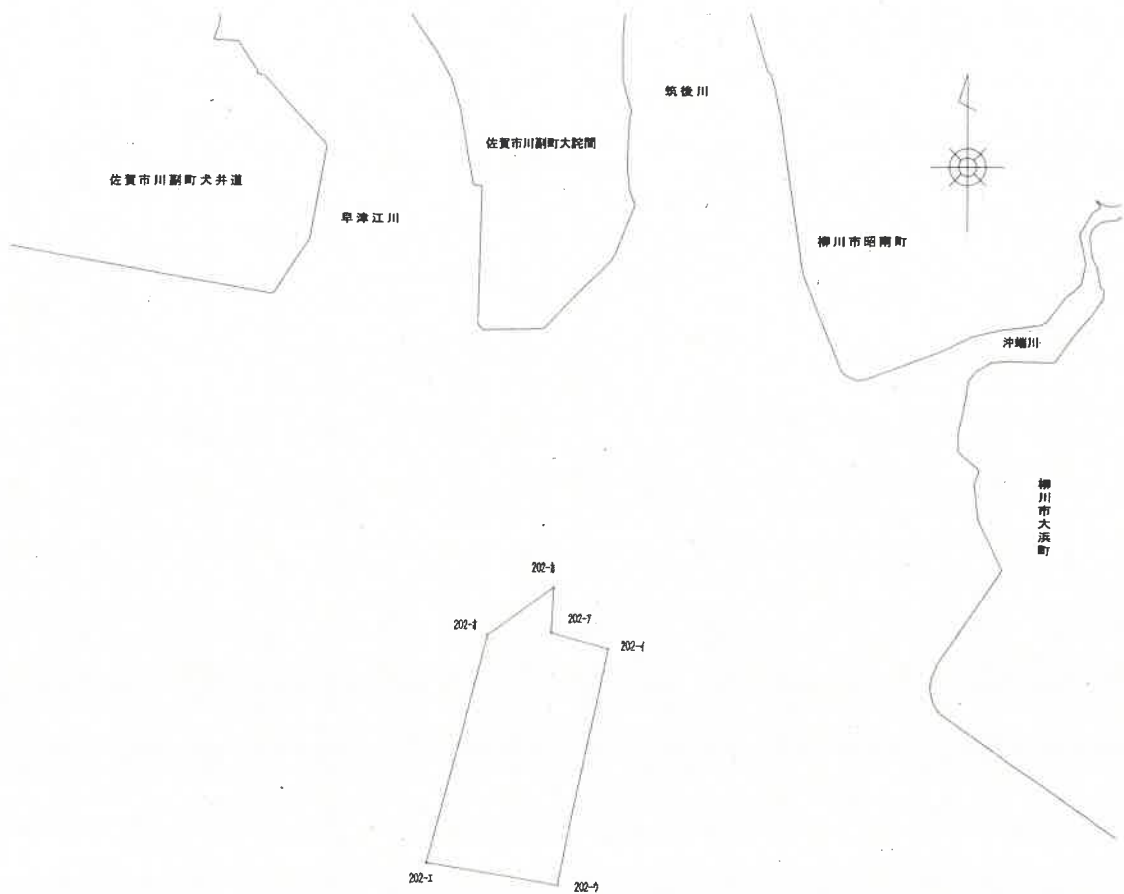 筑後川
佐賀市川副町大詫間
佐賀市川副町犬井道
早津江川
柳川市昭南町
沖端川
柳川市大浜町
202-ｶ
202-ｵ
202-ｱ
202-ｲ
202-ｴ
202-ｳ